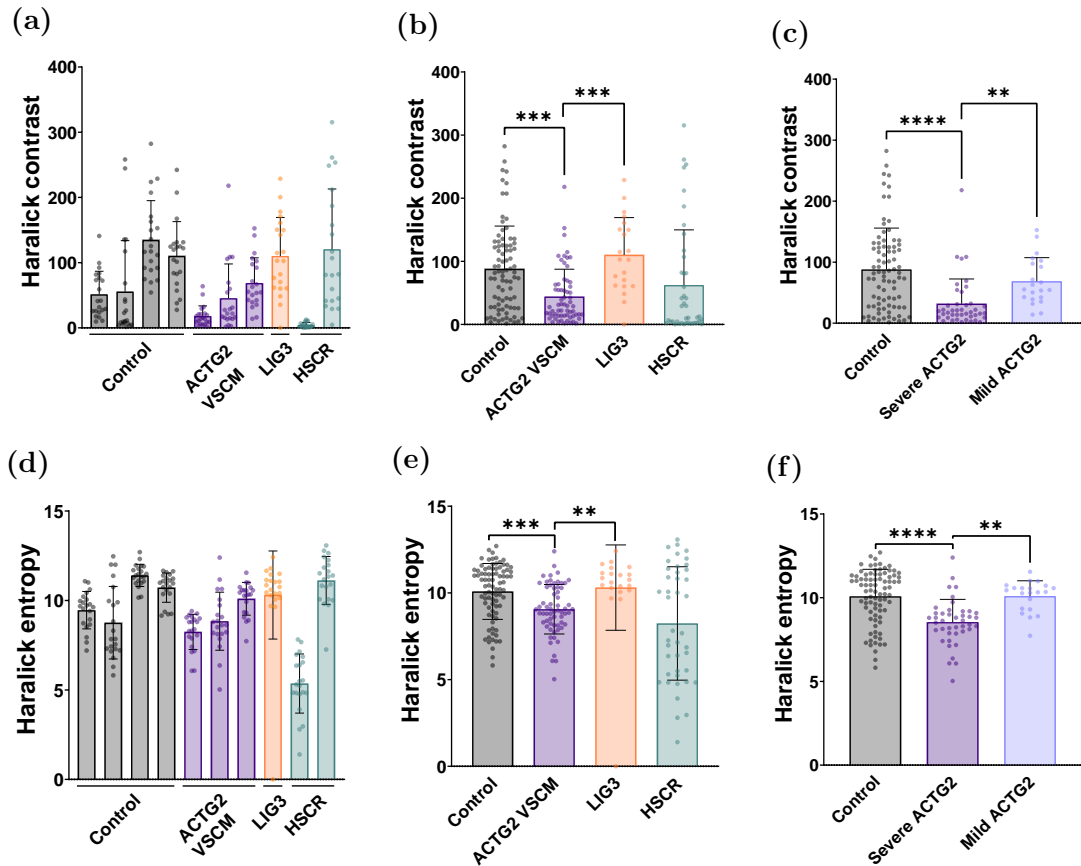 (a)
Haralick contrast
400
300
200
100
0
Control
ACTG2
VSCM
LIG3
HSCR
(b)
Haralick contrast
400
300
200
100
0
***
***
Control
ACTG2 VSCM
LIG3
HSCR
(c)
Haralick contrast
400
300
200
100
0
****
**
Control
Severe ACTG2
Mild ACTG2
(d)
Haralick entropy
15
10
5
0
Control
ACTG2
VSCM
LIG3
HSCR
(e)
Haralick entropy
15
10
5
0
***
**
Control
ACTG2 VSCM
LIG3
HSCR
(f)
Haralick entropy
15
10
5
0
****
**
Control
Severe ACTG2
Mild ACTG2